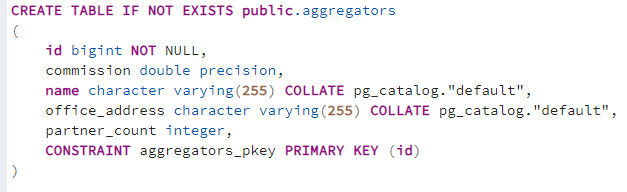 CREATE TABLE IF NOT EXISTS public.aggregators
(
    id bigint NOT NULL,
    commission double precision,
    name character varying(255) COLLATE pg_catalog."default",
    office_address character varying(255) COLLATE pg_catalog."default",
    partner_count integer,
    CONSTRAINT aggregators_pkey PRIMARY KEY (id)
)